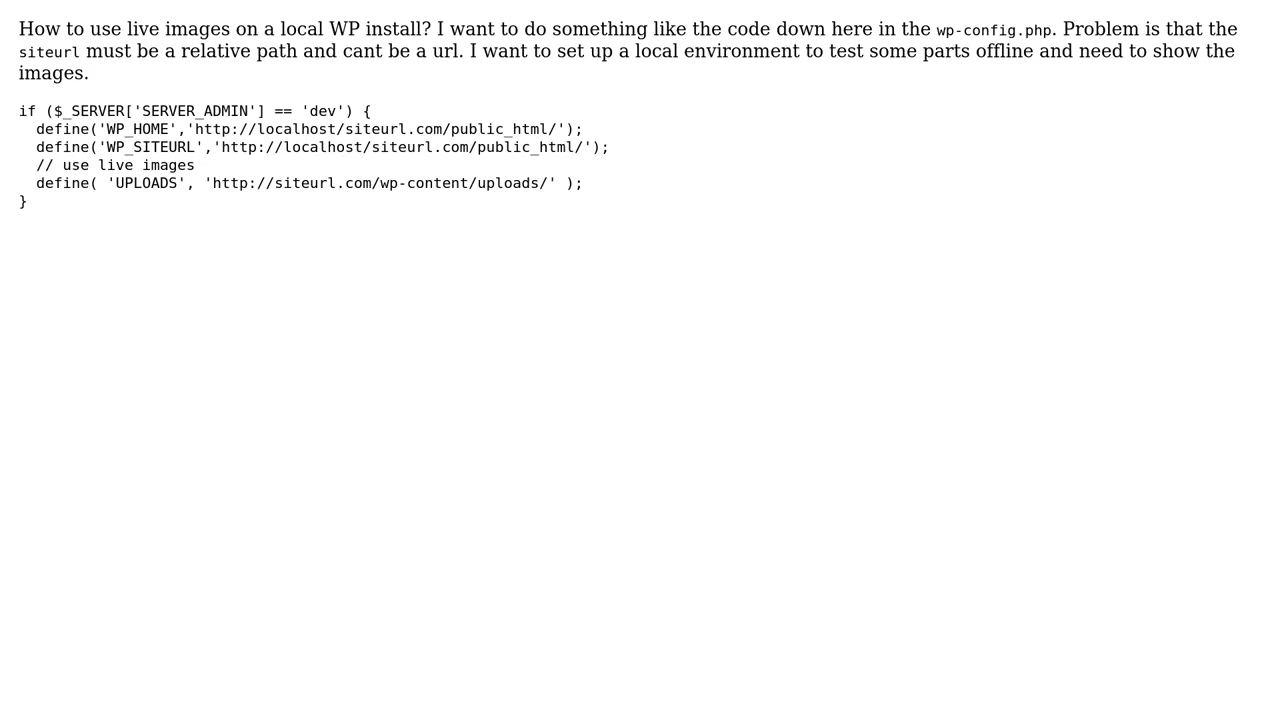 How to use live images on a local WP install? I want to do something like the code down here in the wp-config.php. Problem is that the
siteurl must be a relative path and cant be a url. I want to set up a local environment to test some parts offline and need to show the
images.
if ($_SERVER['SERVER_ADMIN'] == 'dev') {
  define('WP_HOME','http://localhost/siteurl.com/public_html/');
  define('WP_SITEURL','http://localhost/siteurl.com/public_html/');
  // use live images
  define( 'UPLOADS', 'http://siteurl.com/wp-content/uploads/' );
}